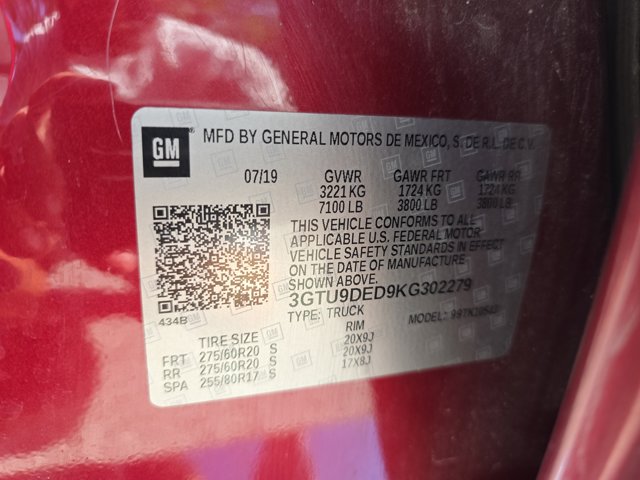 GM
MFD BY GENERAL MOTORS DE MEXICO, S. DE R.L. DE C.V.
07/19 GVWR GAWR FRT GAWR RR
3221 KG 1724 KG 1724 KG
7100 LB 3800 LB 3800 LB
THIS VEHICLE CONFORMS TO ALL
APPLICABLE U.S. FEDERAL MOTOR
VEHICLE SAFETY STANDARDS IN EFFECT
ON THE DATE OF MANUFACTURE.
3GTU9DED9KG302279
434B
TYPE: TRUCK MODEL:
TIRE SIZE RIM
FRT 275/60R20 S 20X9J
RR 275/60R20 S 20X9J
SPA 255/80R17 S 17X8J